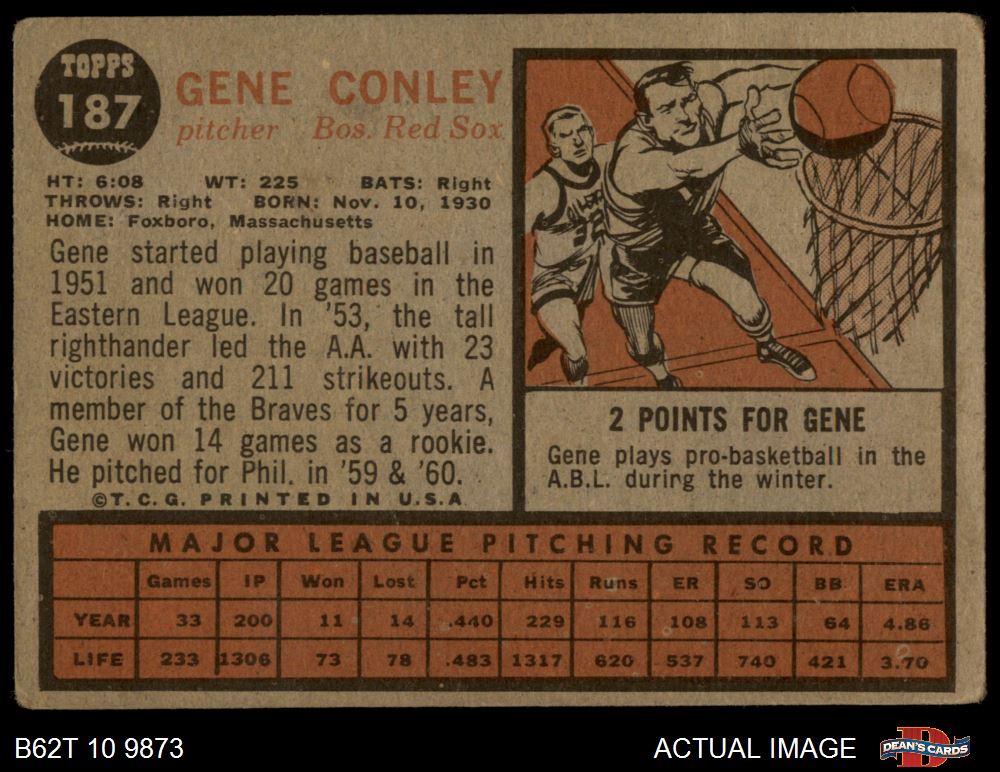 TOPPS
187
GENE CONLEY
pitcher Bos. Red Sox
HT: 6:08 WT: 225 BATS: Right
THROWS: Right BORN: Nov. 10, 1930
HOME: Foxboro, Massachusetts
Gene started playing baseball in
1951 and won 20 games in the
Eastern League. In '53, the tall
righthander led the A.A. with 23
victories and 211 strikeouts. A
member of the Braves for 5 years,
Gene won 14 games as a rookie.
He pitched for Phil. in '59 & '60.
©T.C.G. PRINTED IN U.S.A
2 POINTS FOR GENE
Gene plays pro-basketball in the
A.B.L. during the winter.
MAJOR LEAGUE PITCHING RECORD
Games IP Won Lost Pct Hits Runs ER SO BB ERA
YEAR 33 200 11 14 .440 229 116 108 113 64 4.86
LIFE 233 1306 73 78 .483 1317 620 537 740 421 3.70
B62T 10 9873
ACTUAL IMAGE
D
DEAN'S CARDS